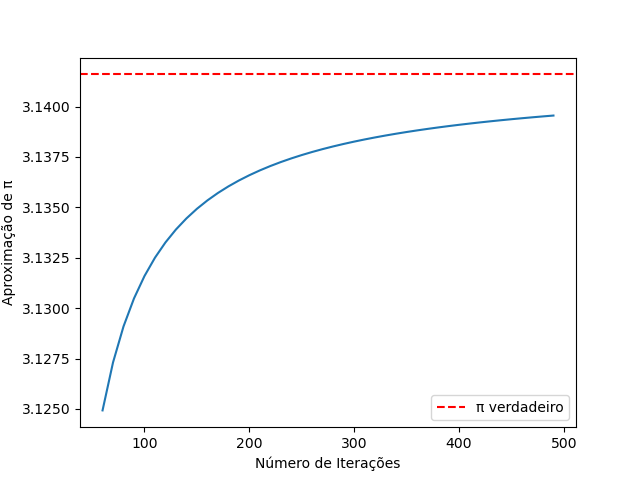 3.1400
3.1375
3.1350
3.1325
3.1300
3.1275
3.1250
Aproximação de π
100 200 300 400 500
Número de Iterações
π verdadeiro